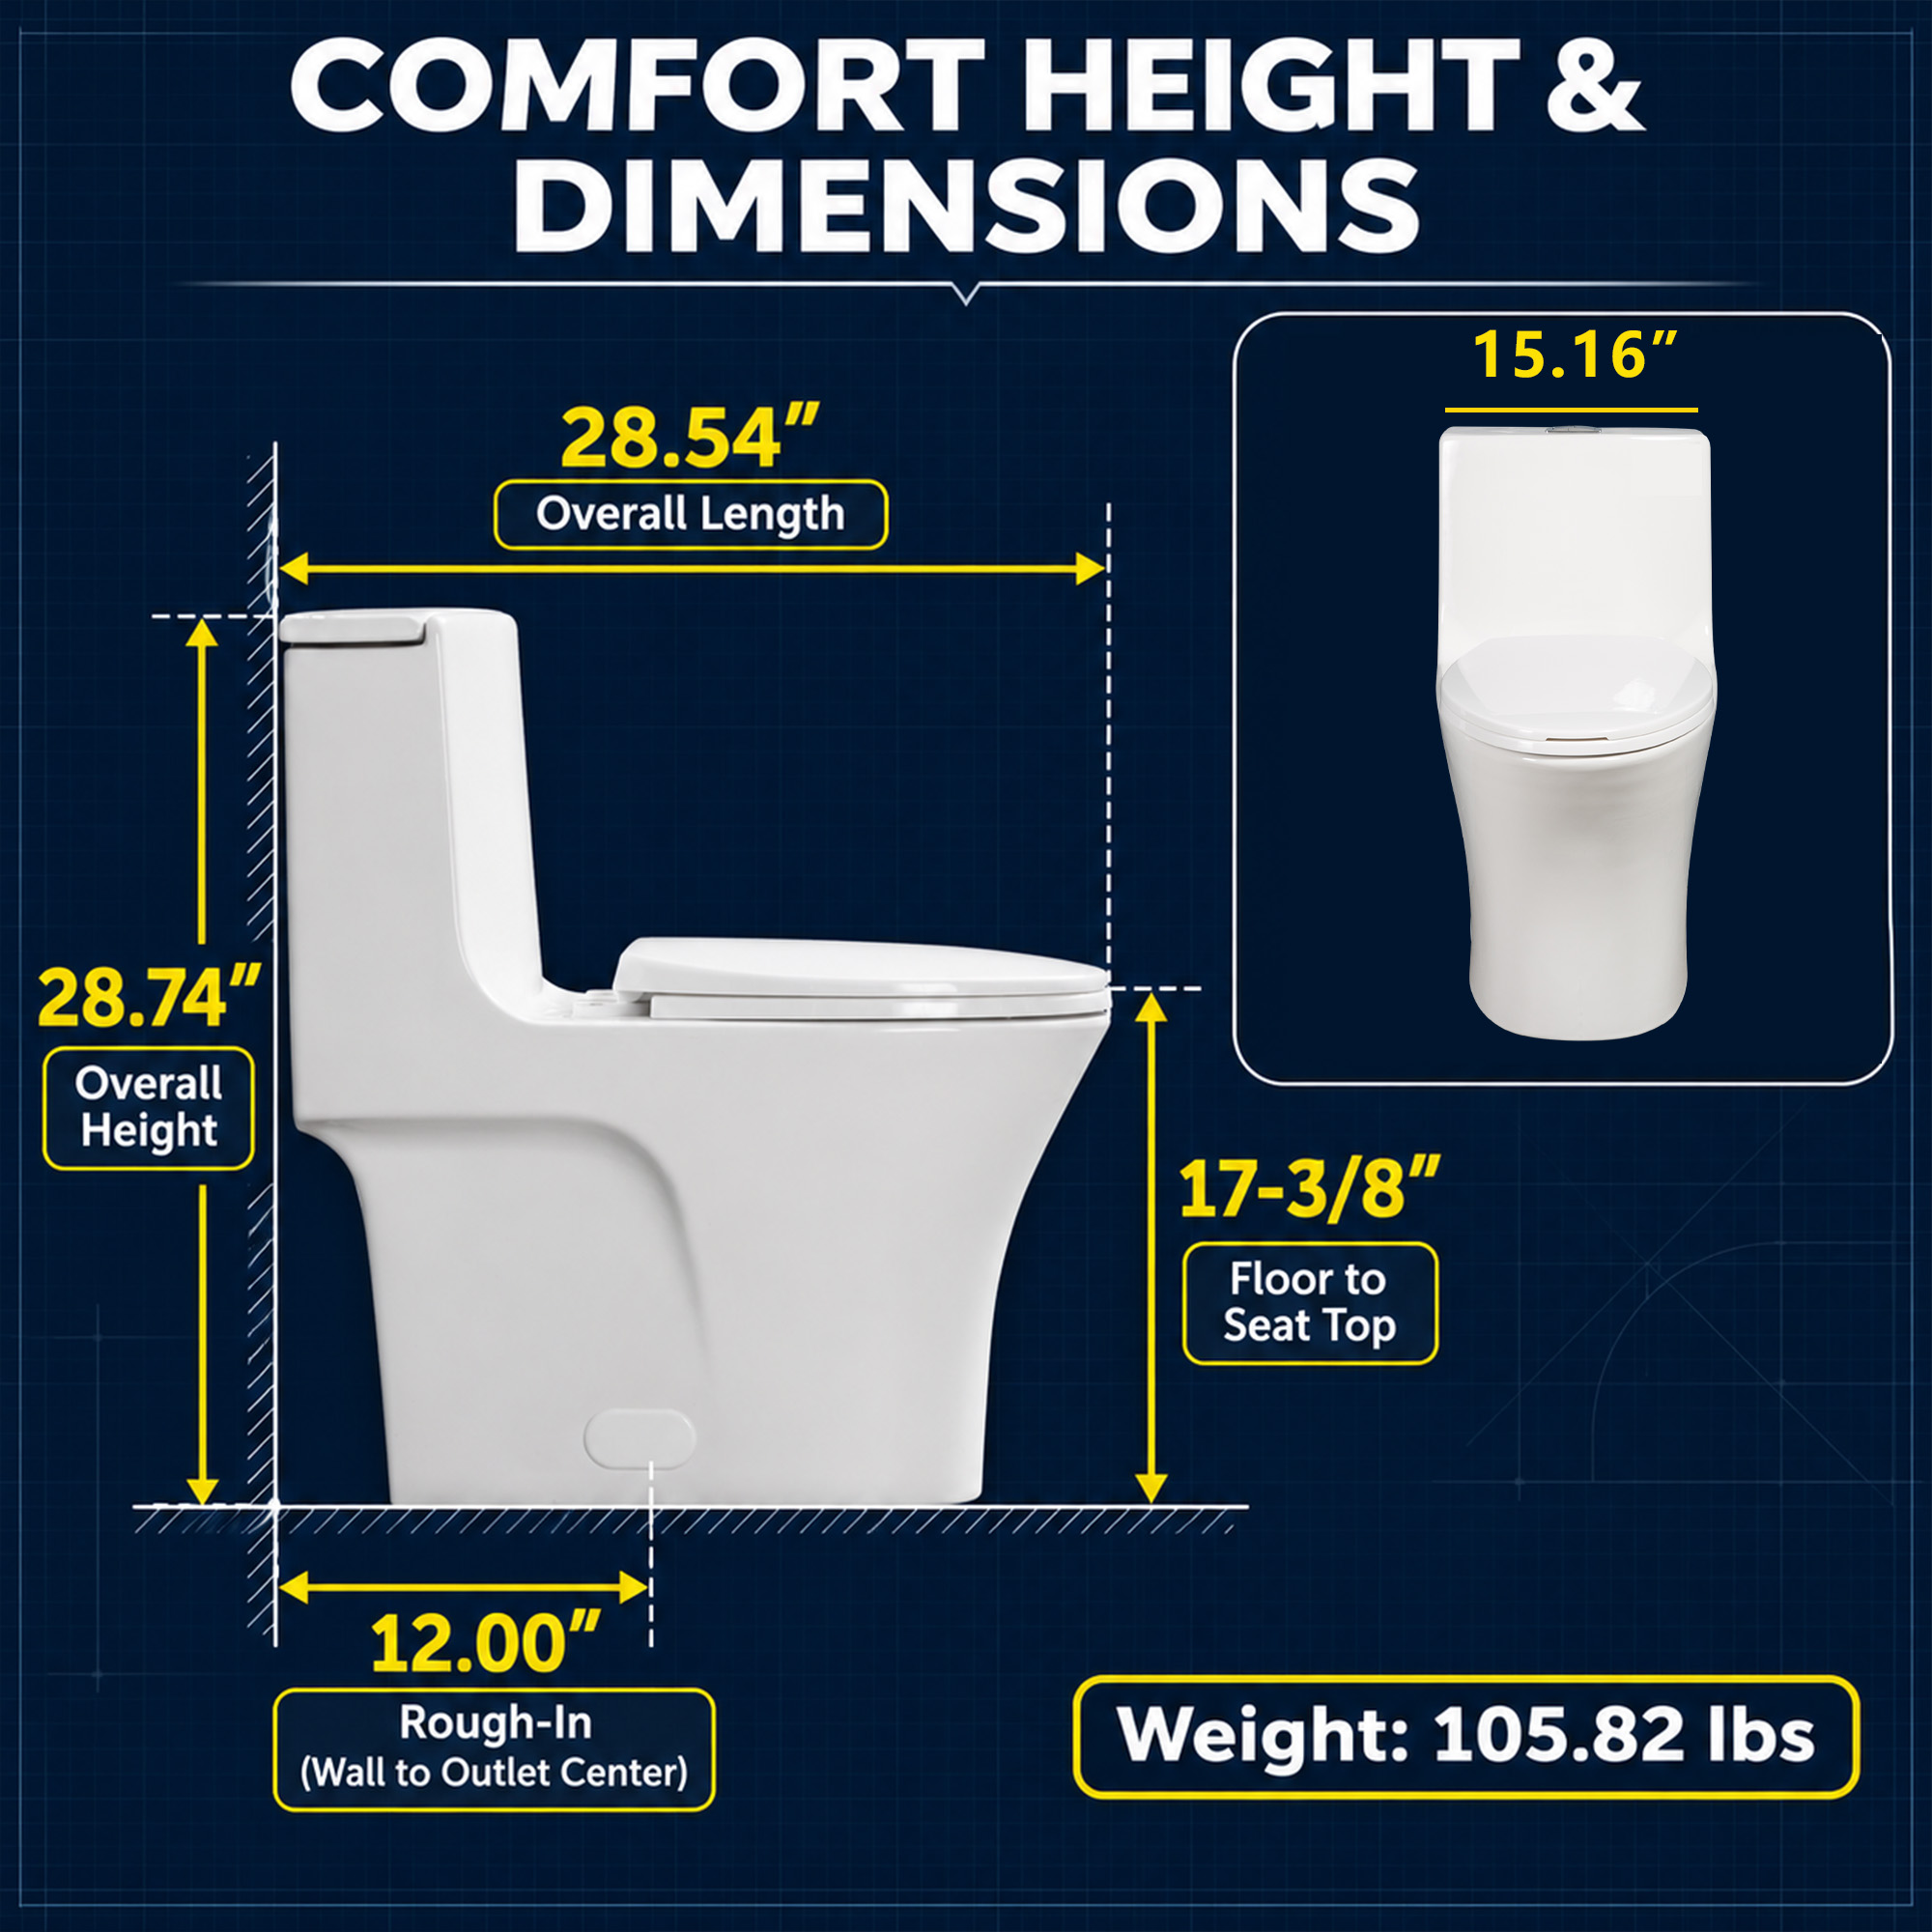 COMFORT HEIGHT &
DIMENSIONS
15.16”
28.54”
Overall Length
28.74”
Overall
Height
17-3/8”
Floor to
Seat Top
12.00”
Rough-In
(Wall to Outlet Center)
Weight: 105.82 lbs